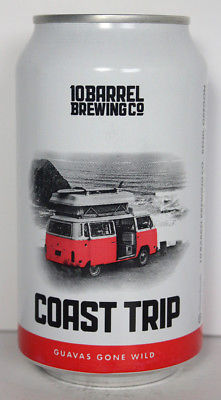 10 BARREL
BREWING CO
COAST TRIP
GUAVAS GONE WILD